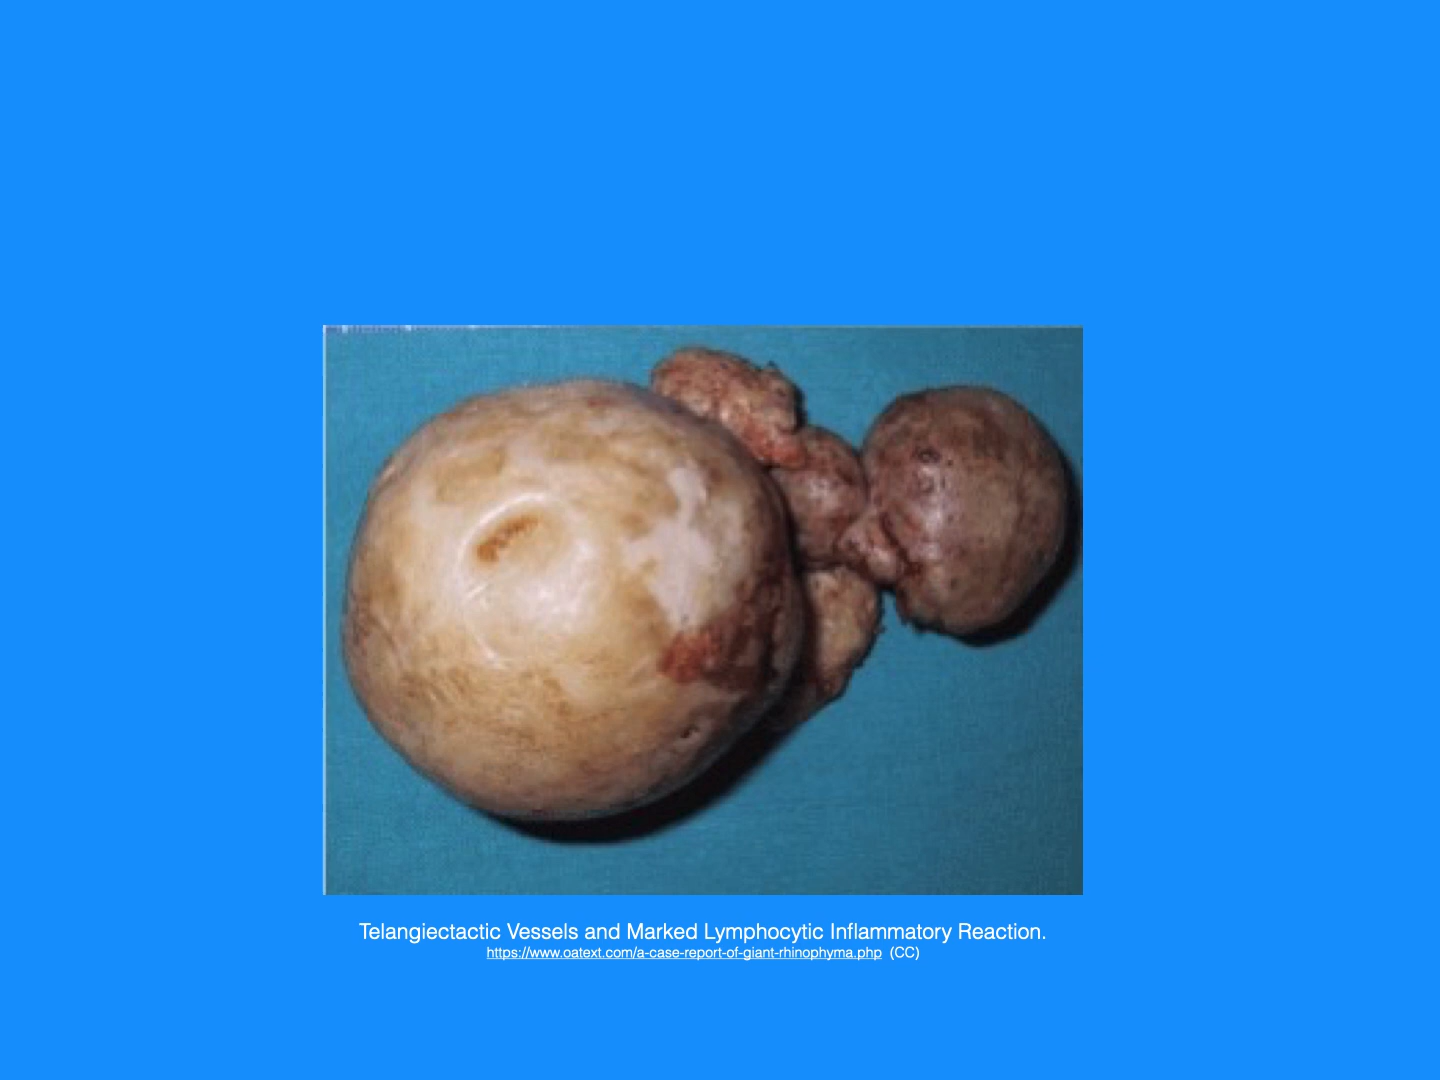 Telangiectactic Vessels and Marked Lymphocytic Inflammatory Reaction.
https://www.oatext.com/a-case-report-of-giant-rhinophyma.php (CC)